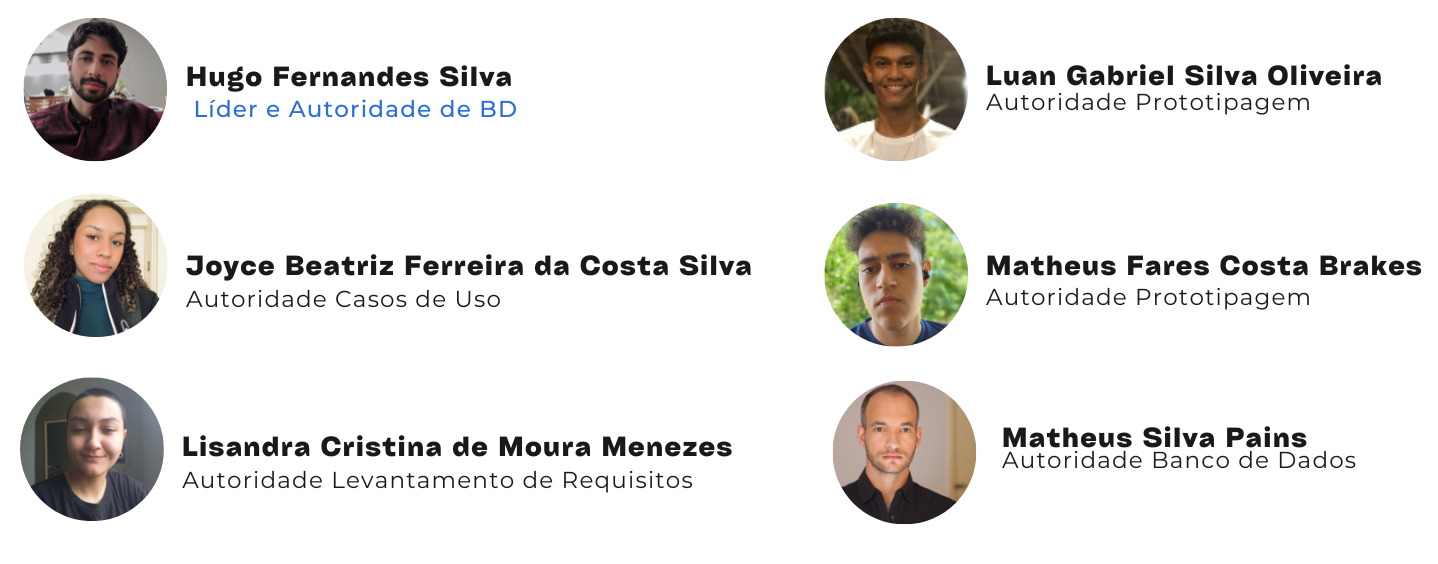 Hugo Fernandes Silva
Líder e Autoridade de BD
Joyce Beatriz Ferreira da Costa Silva
Autoridade Casos de Uso
Lisandra Cristina de Moura Menezes
Autoridade Levantamento de Requisitos
Luan Gabriel Silva Oliveira
Autoridade Prototipagem
Matheus Fares Costa Brakes
Autoridade Prototipagem
Matheus Silva Pains
Autoridade Banco de Dados